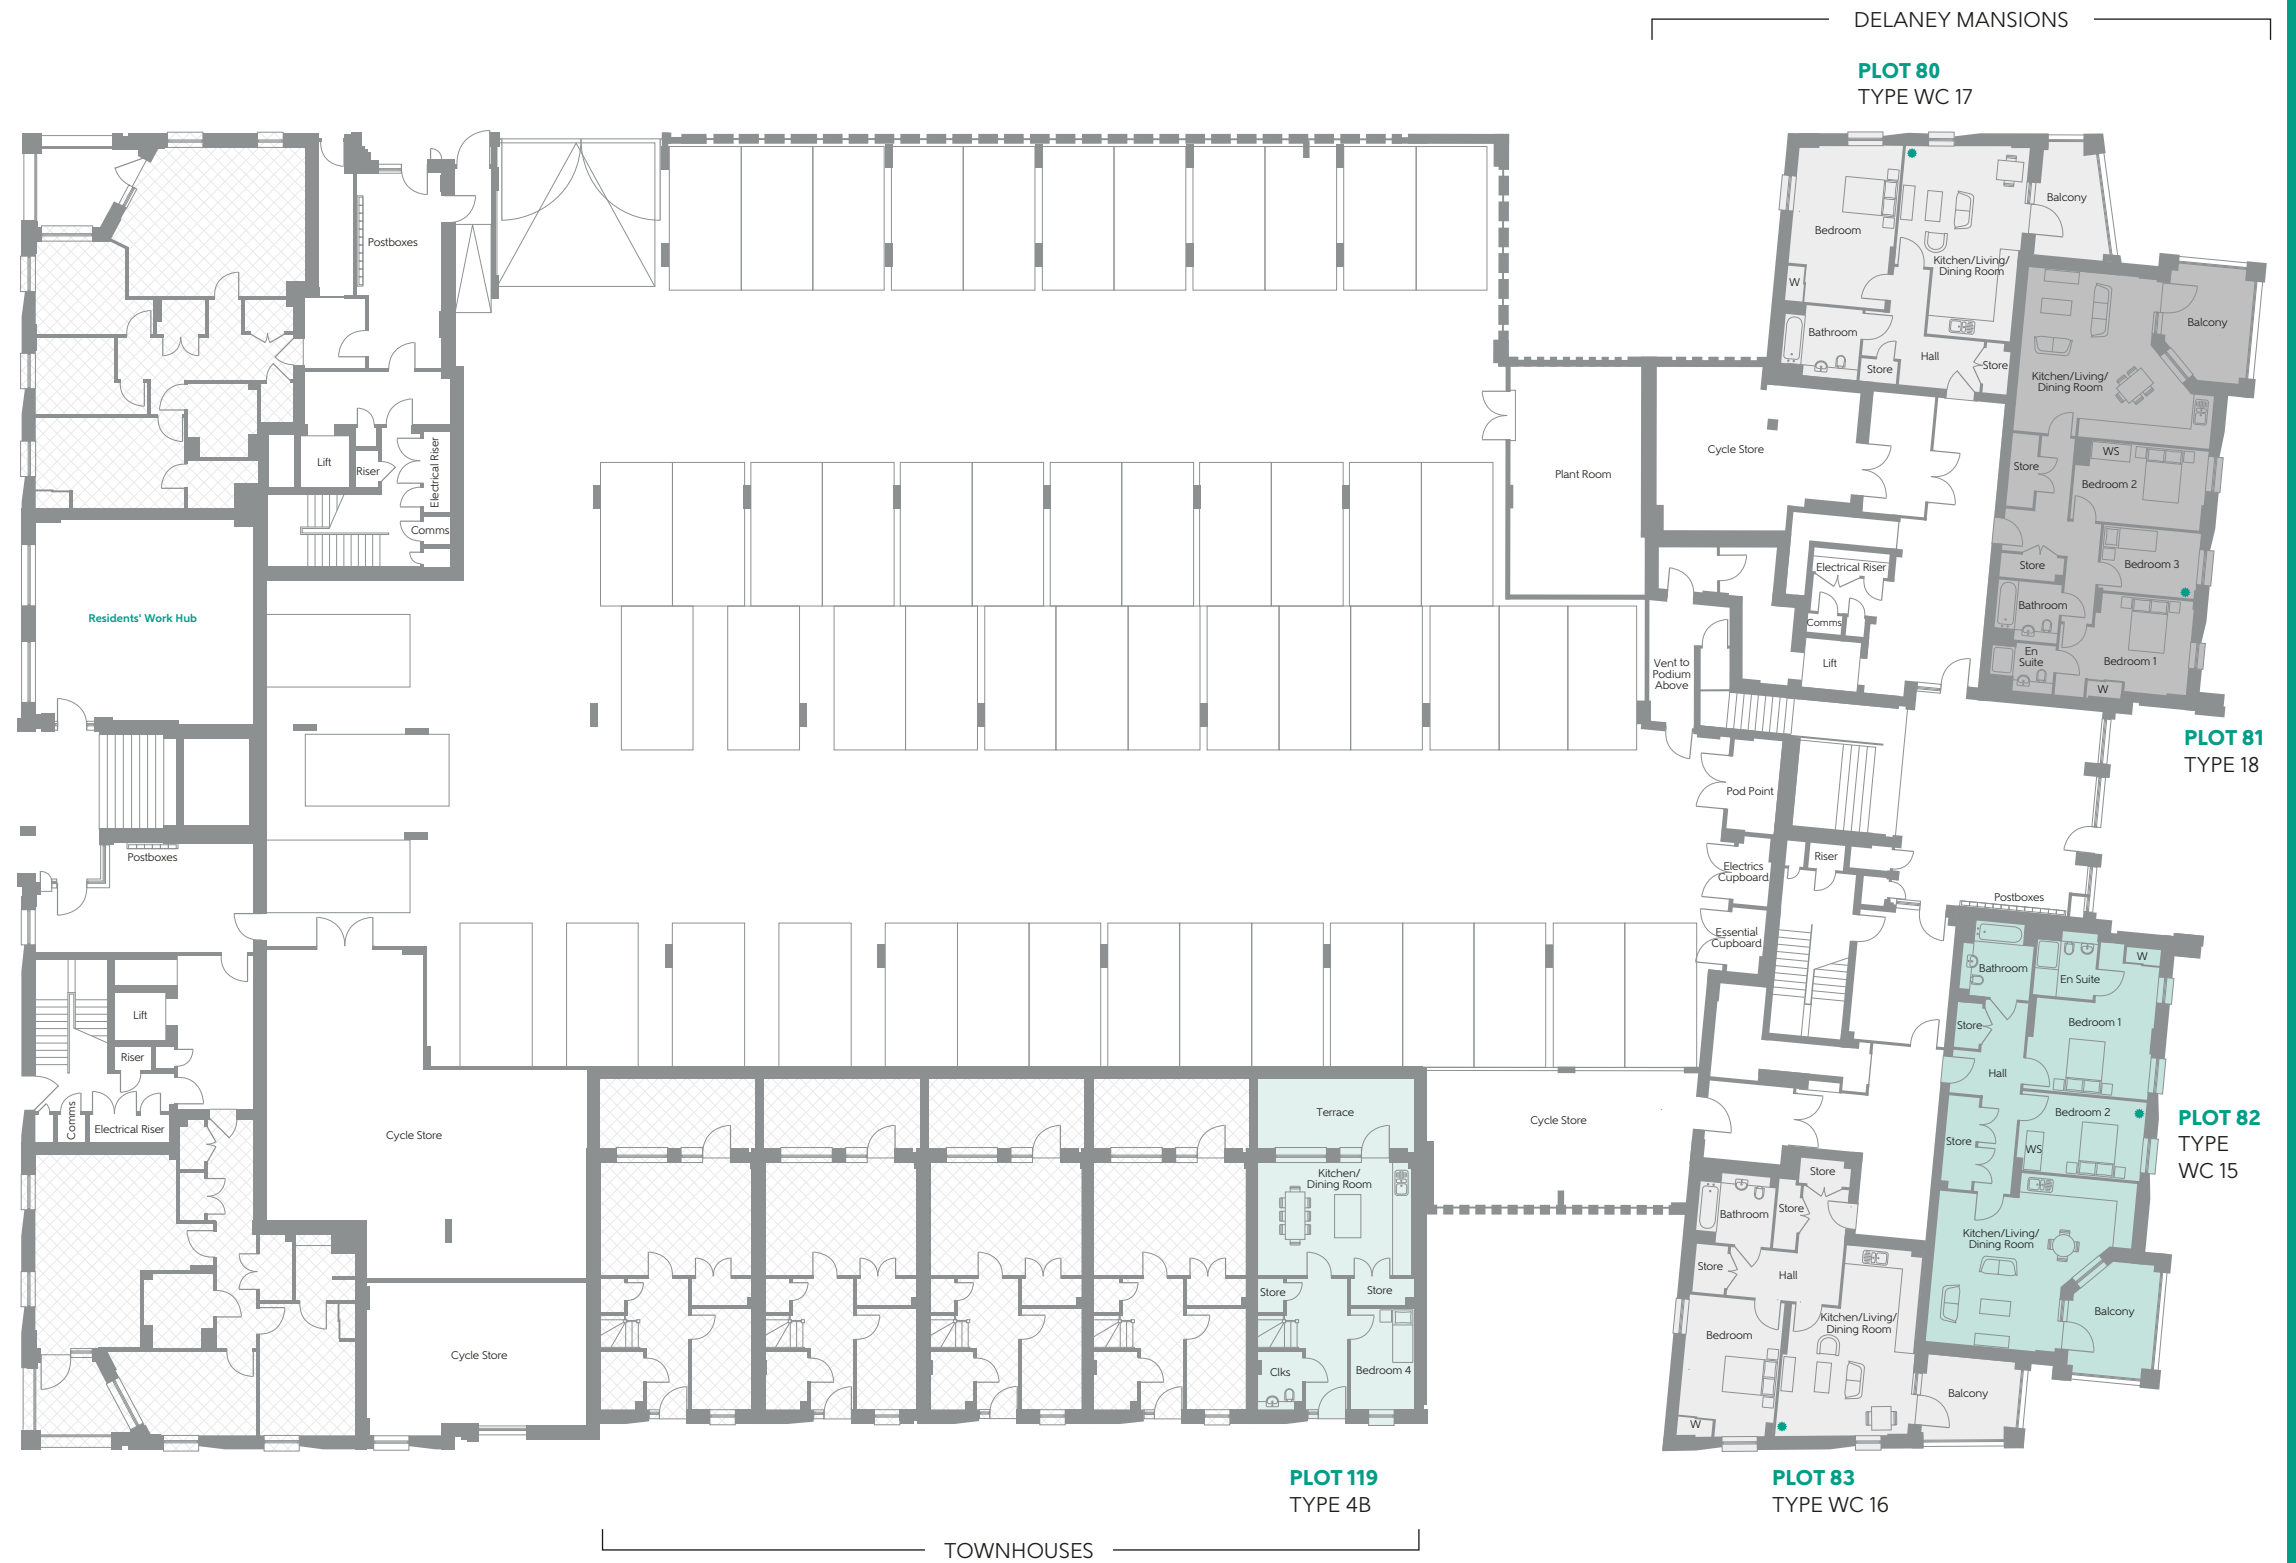 DELANEY MANSIONS
PLOT 80
TYPE WC 17
Bedroom
W
Bathroom
Store
Hall
Store
Kitchen/Living/
Dining Room
Balcony
Balcony
Kitchen/Living/
Dining Room
Store
WS
Bedroom 2
Bedroom 3
Store
Bathroom
En
Suite
Bedroom 1
W
PLOT 81
TYPE 18
Postboxes
Lift
Riser
Electrical Riser
Comms
Residents' Work Hub
Postboxes
Plant Room
Cycle Store
Electrical Riser
Comms
Lift
Vent to
Podium
Above
Pod Point
Electrics
Cupboard
Riser
Essential
Cupboard
Postboxes
Bathroom
En Suite
W
Store
Bedroom 1
Hall
Bedroom 2
Store
WS
Kitchen/Living/
Dining Room
Balcony
PLOT 82
TYPE
WC 15
Lift
Riser
Comms
Electrical Riser
Cycle Store
Cycle Store
Terrace
Kitchen/
Dining Room
Store
Store
Clks
Bedroom 4
Cycle Store
Store
Bathroom
Store
Store
Hall
Bedroom
Kitchen/Living/
Dining Room
W
Balcony
PLOT 119
TYPE 4B
PLOT 83
TYPE WC 16
TOWNHOUSES